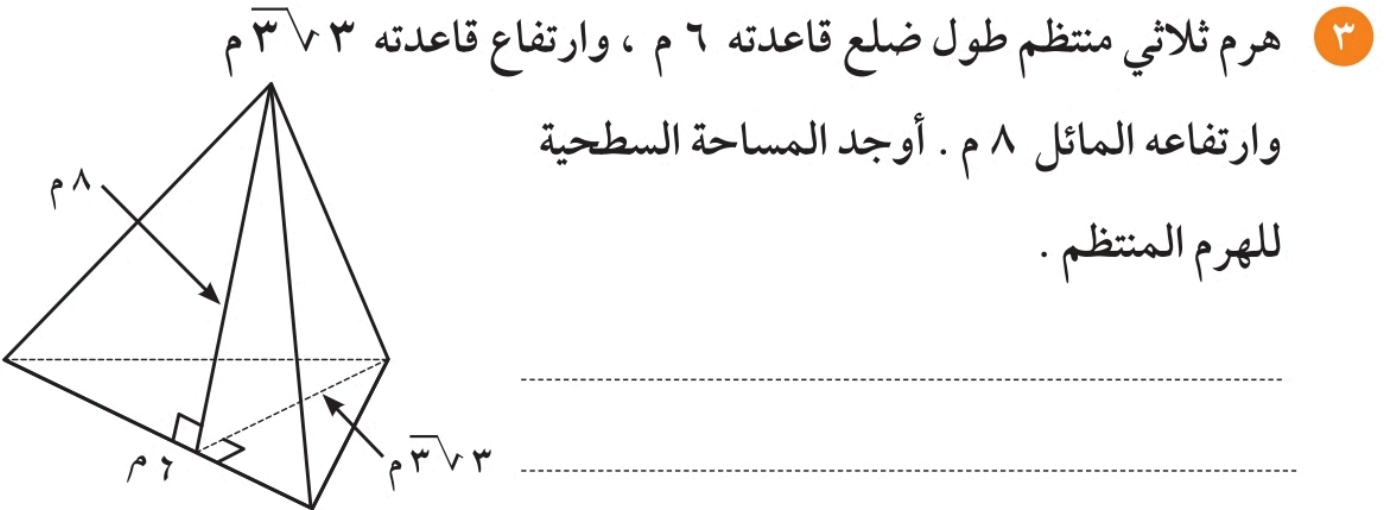 ٣ هرم ثلاثي منتظم طول ضلع قاعدته ٦ م ، وارتفاع قاعدته ٣√٣ م
وارتفاعه المائل ٨ م . أوجد المساحة السطحية
للهرم المنتظم .
٨ م
٣√٣ م
٦ م